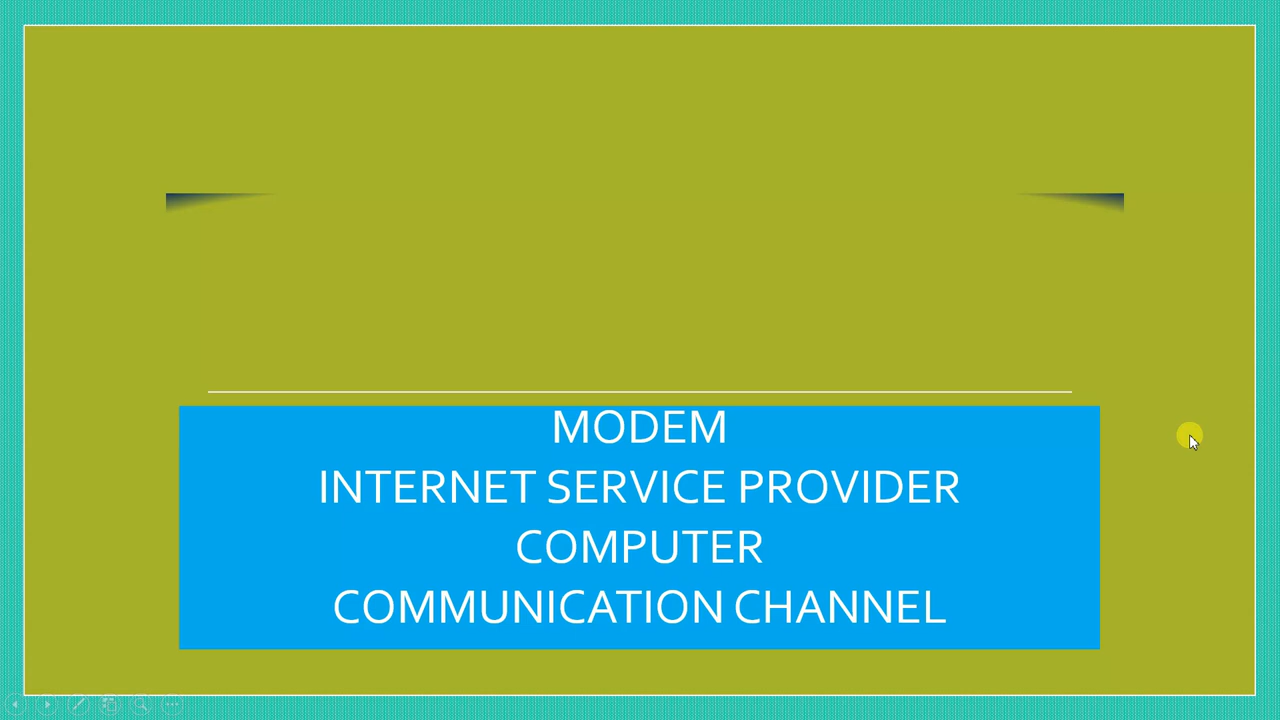 MODEM
INTERNET SERVICE PROVIDER
COMPUTER
COMMUNICATION CHANNEL